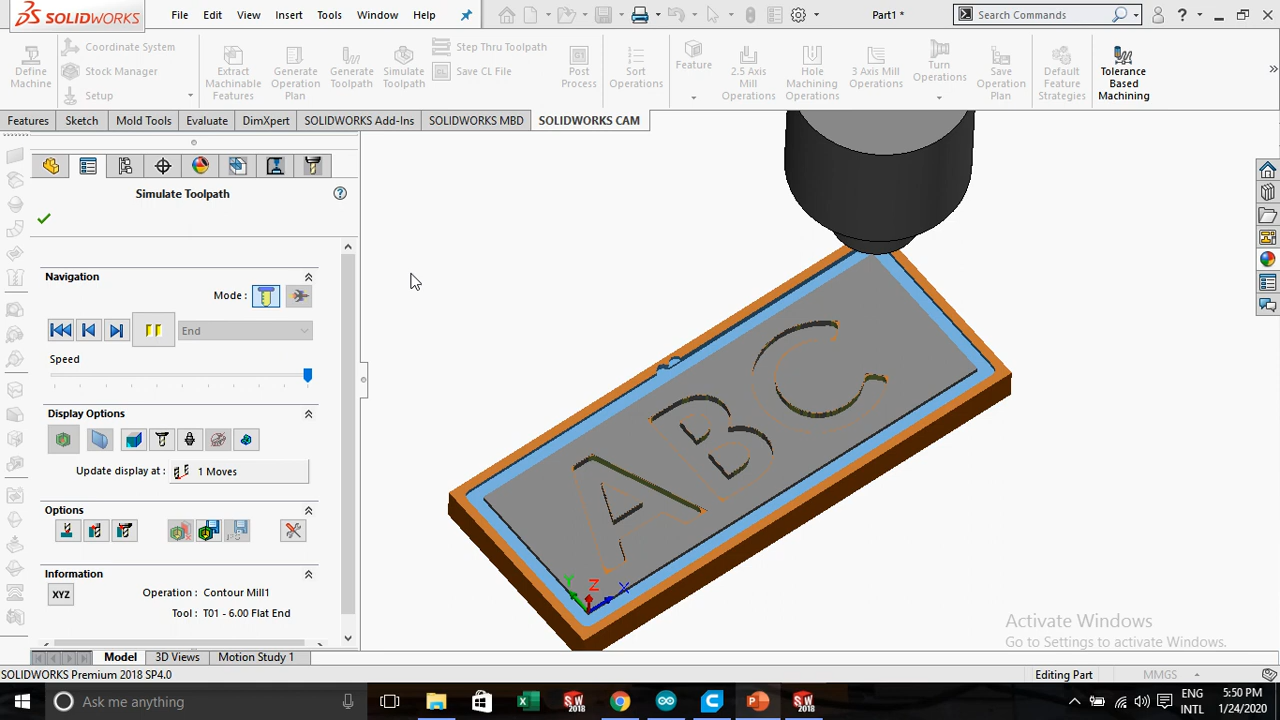 SOLIDWORKS File Edit View Insert Tools Window Help Part1 * Search Commands ?
Define Machine
Coordinate System
Stock Manager
Setup
Extract Machinable Features
Generate Operation Plan
Generate Toolpath
Simulate Toolpath
Step Thru Toolpath
Save CL File
Post Process
Sort Operations
Feature
2.5 Axis Mill Operations
Hole Machining Operations
3 Axis Mill Operations
Turn Operations
Save Operation Plan
Default Feature Strategies
Tolerance Based Machining
Features Sketch Mold Tools Evaluate DimXpert SOLIDWORKS Add-Ins SOLIDWORKS MBD SOLIDWORKS CAM
Simulate Toolpath
Navigation
Mode :
End
Speed
Display Options
Update display at : 1 Moves
Options
Information
XYZ Operation : Contour Mill1
Tool : T01 - 6.00 Flat End
A B C
Y Z X
Activate Windows
Go to Settings to activate Windows.
Model 3D Views Motion Study 1
SOLIDWORKS Premium 2018 SP4.0 Editing Part MMGS
Ask me anything
ENG 5:50 PM
INTL 1/24/2020